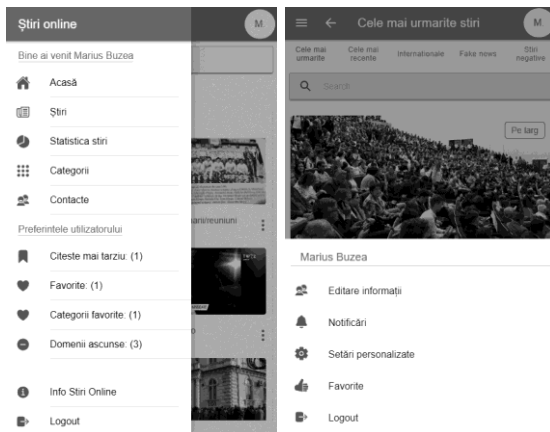 Știri online
M
Bine ai venit Marius Buzea
Acasă
Știri
Statistica stiri
Categorii
Contacte
Preferintele utilizatorului
Citeste mai tarziu: (1)
Favorite: (1)
Categorii favorite: (1)
Domenii ascunse: (3)
Info Stiri Online
Logout
ani/reuniuni
Cele mai urmarite stiri
M
Cele mai urmarite
Cele mai recente
Internationale
Fake news
Stiri negative
Search
Pe larg
Marius Buzea
Editare informații
Notificări
Setări personalizate
Favorite
Logout